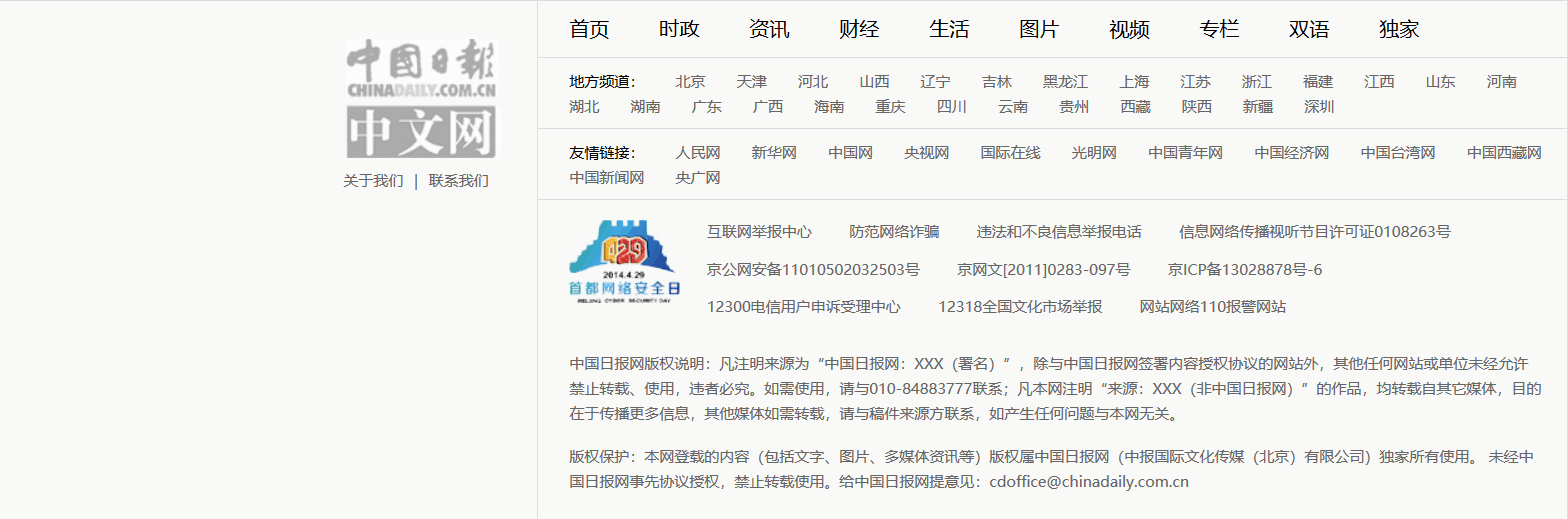 中國日報
CHINADAILY.COM.CN
中文网
关于我们 | 联系我们
首页 时政 资讯 财经 生活 图片 视频 专栏 双语 独家
地方频道： 北京 天津 河北 山西 辽宁 吉林 黑龙江 上海 江苏 浙江 福建 江西 山东 河南
湖北 湖南 广东 广西 海南 重庆 四川 云南 贵州 西藏 陕西 新疆 深圳
友情链接： 人民网 新华网 中国网 央视网 国际在线 光明网 中国青年网 中国经济网 中国台湾网 中国西藏网
中国新闻网 央广网
429
2014.4.29
首都网络安全日
BEIJING CYBER SECURITY DAY
互联网举报中心 防范网络诈骗 违法和不良信息举报电话 信息网络传播视听节目许可证0108263号
京公网安备11010502032503号 京网文[2011]0283-097号 京ICP备13028878号-6
12300电信用户申诉受理中心 12318全国文化市场举报 网站网络110报警网站
中国日报网版权说明：凡注明来源为“中国日报网：XXX（署名）”，除与中国日报网签署内容授权协议的网站外，其他任何网站或单位未经允许
禁止转载、使用，违者必究。如需使用，请与010-84883777联系；凡本网注明“来源：XXX（非中国日报网）”的作品，均转载自其它媒体，目的
在于传播更多信息，其他媒体如需转载，请与稿件来源方联系，如产生任何问题与本网无关。
版权保护：本网登载的内容（包括文字、图片、多媒体资讯等）版权属中国日报网（中报国际文化传媒（北京）有限公司）独家所有使用。 未经中
国日报网事先协议授权，禁止转载使用。给中国日报网提意见：cdoffice@chinadaily.com.cn